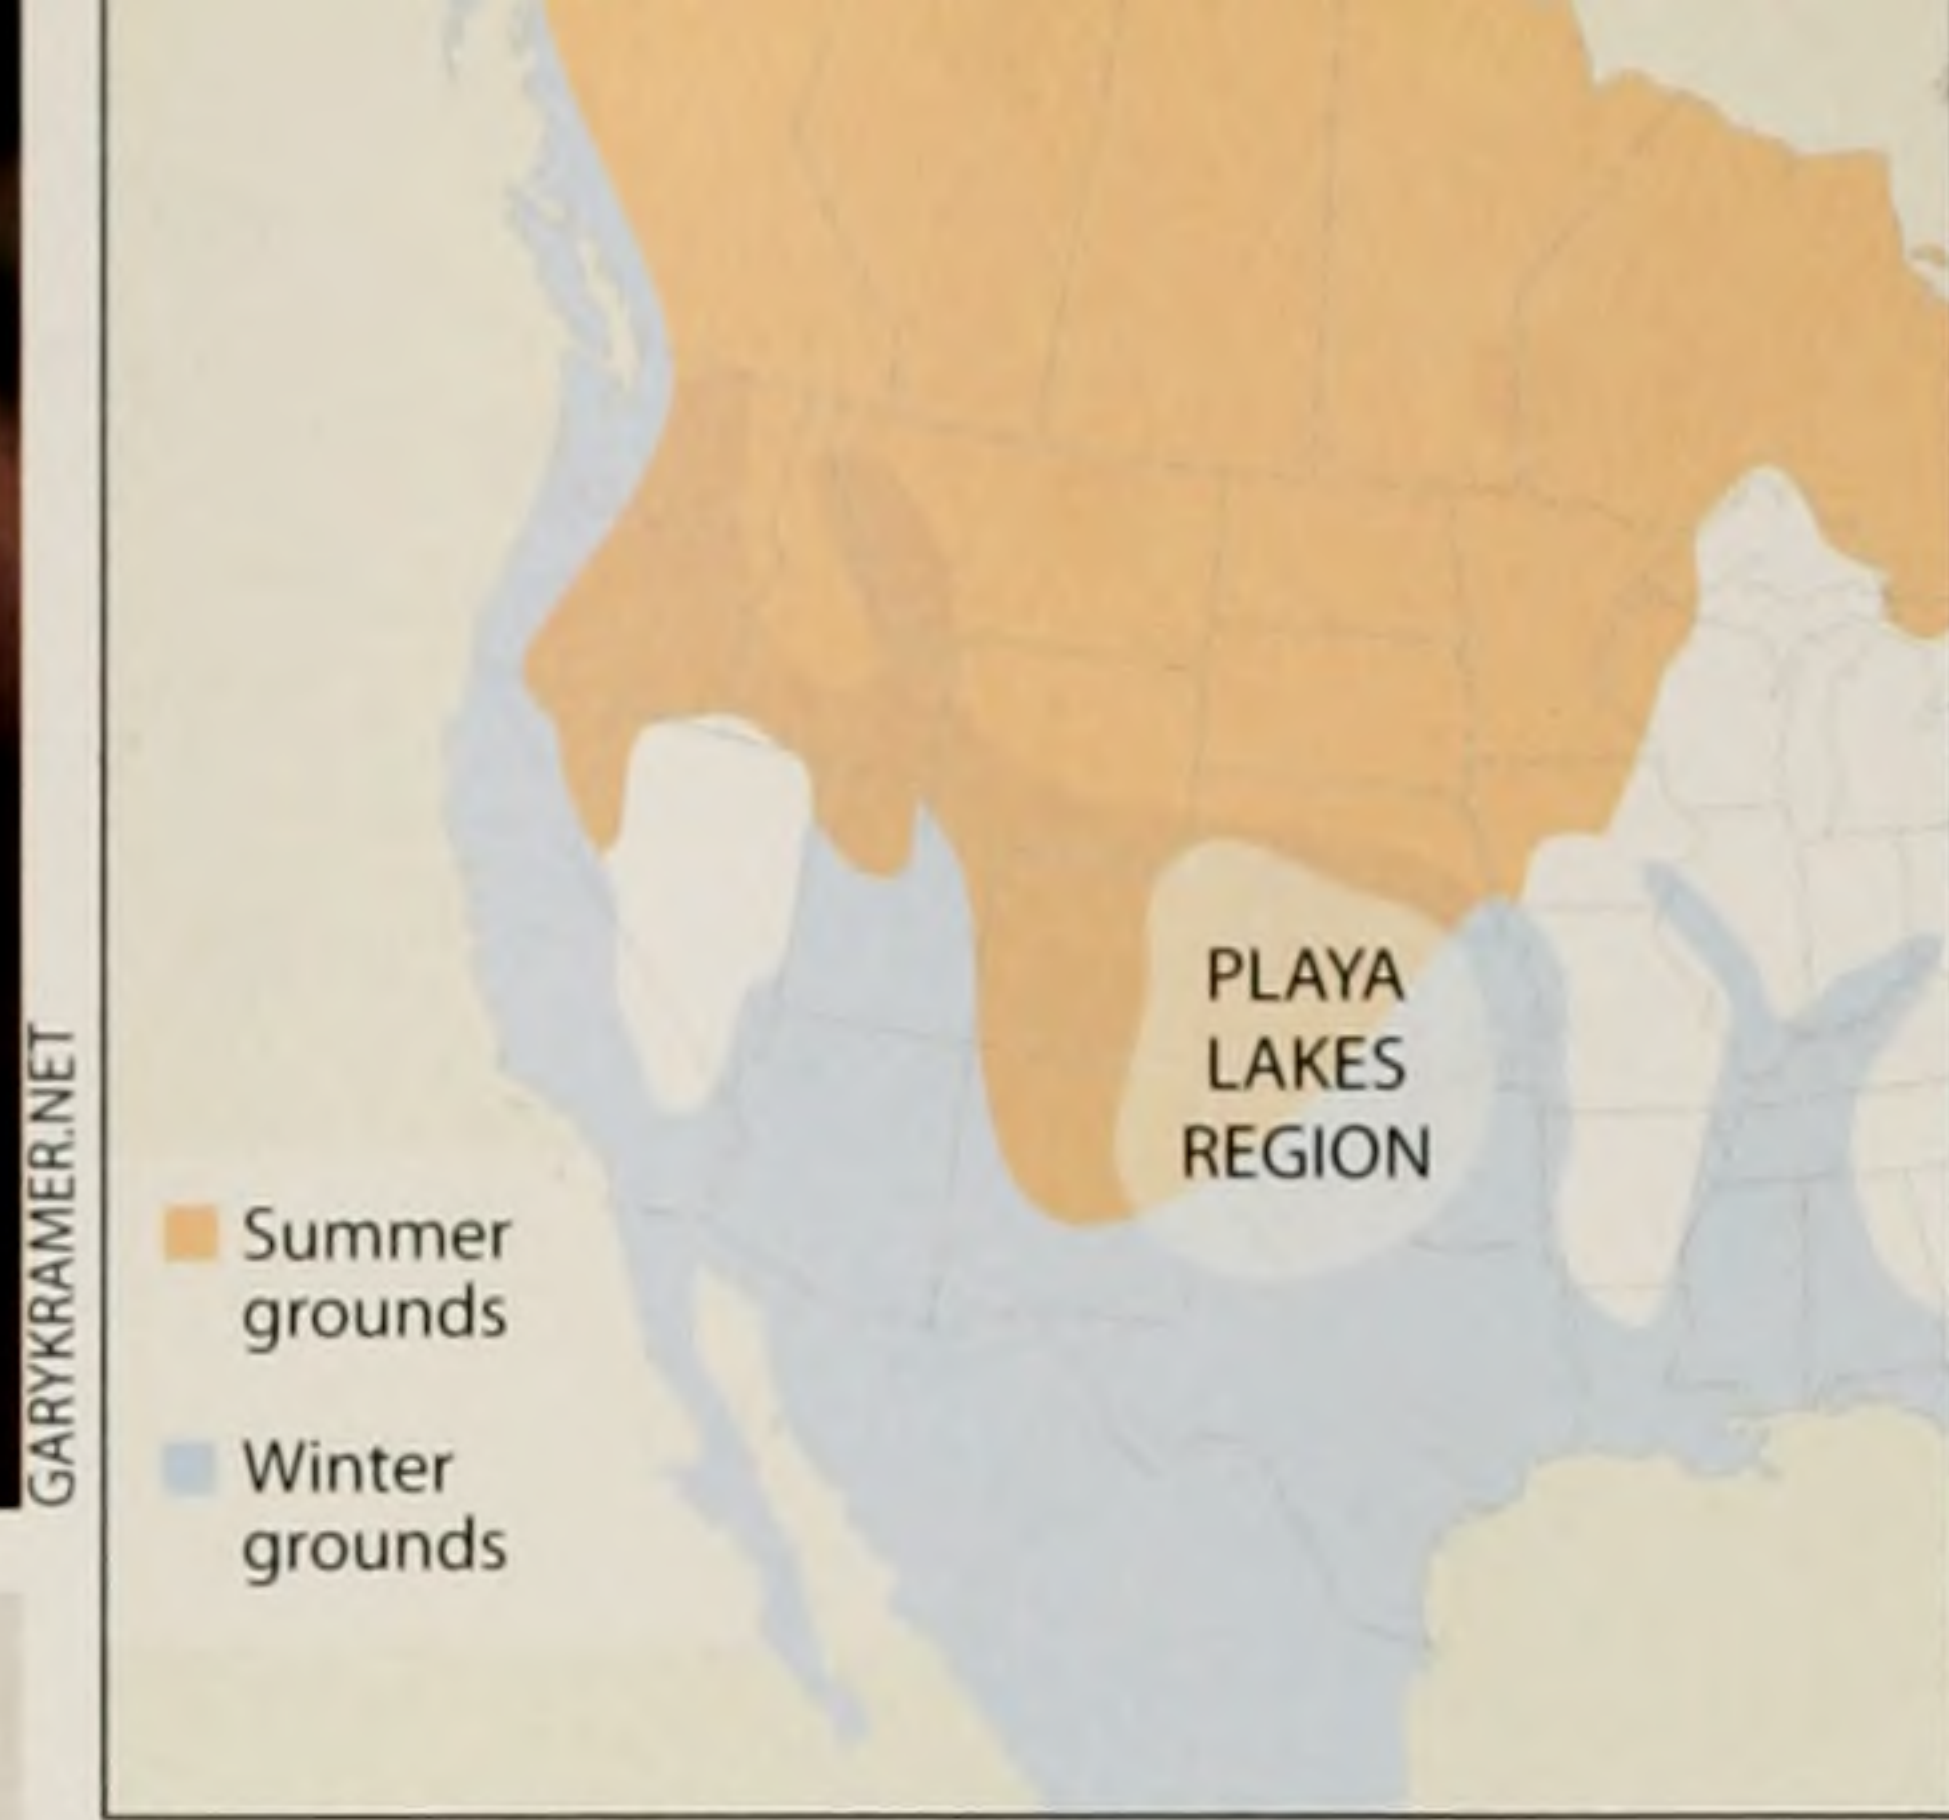 GARYKRAMER.NET
PLAYA
LAKES
REGION
Summer
grounds
Winter
grounds